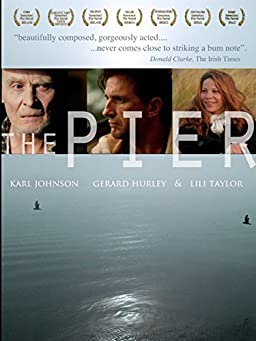 "beautifully composed, gorgeously acted....
....never comes close to striking a bum note".
Donald Clarke, The Irish Times
THE PIER
KARL JOHNSON GERARD HURLEY & LILI TAYLOR